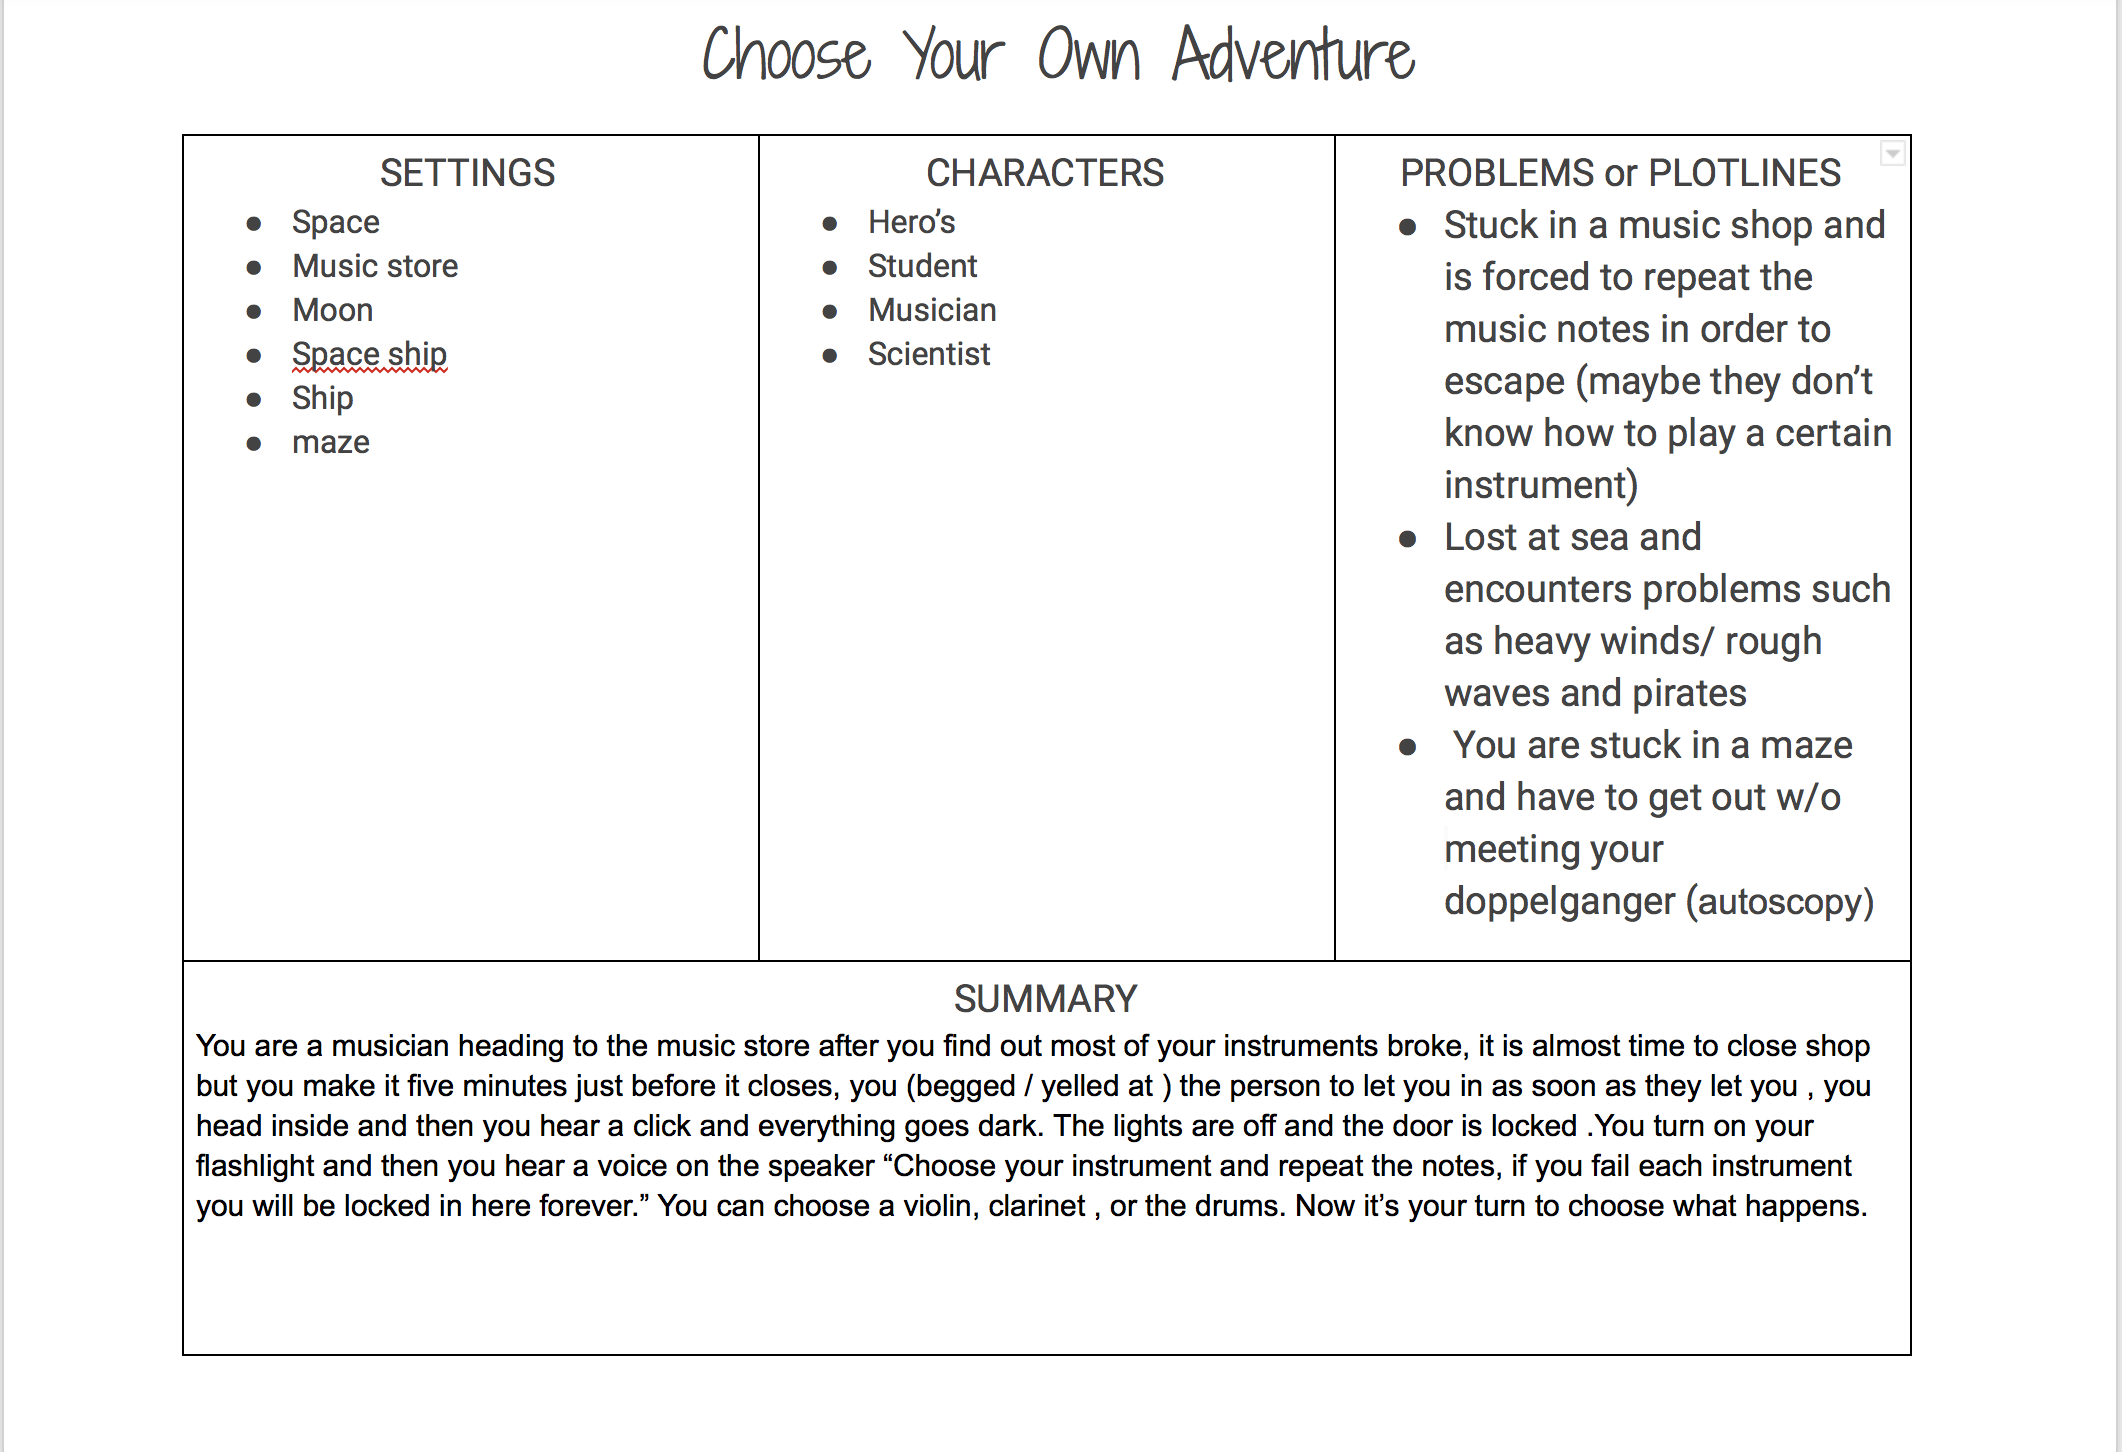 Choose Your Own Adventure
SETTINGS
● Space
● Music store
● Moon
● Space ship
● Ship
● maze
CHARACTERS
● Hero’s
● Student
● Musician
● Scientist
PROBLEMS or PLOTLINES
● Stuck in a music shop and
is forced to repeat the
music notes in order to
escape (maybe they don’t
know how to play a certain
instrument)
● Lost at sea and
encounters problems such
as heavy winds/ rough
waves and pirates
● You are stuck in a maze
and have to get out w/o
meeting your
doppelganger (autoscopy)
SUMMARY
You are a musician heading to the music store after you find out most of your instruments broke, it is almost time to close shop
but you make it five minutes just before it closes, you (begged / yelled at ) the person to let you in as soon as they let you , you
head inside and then you hear a click and everything goes dark. The lights are off and the door is locked .You turn on your
flashlight and then you hear a voice on the speaker “Choose your instrument and repeat the notes, if you fail each instrument
you will be locked in here forever.” You can choose a violin, clarinet , or the drums. Now it’s your turn to choose what happens.